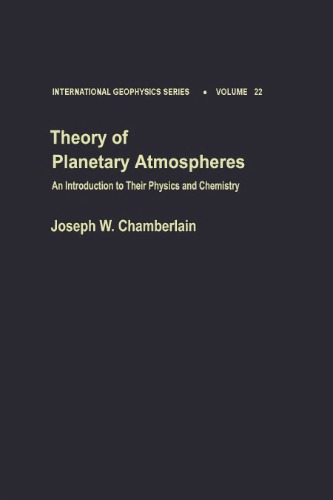 INTERNATIONAL GEOPHYSICS SERIES • VOLUME 22
Theory of
Planetary Atmospheres
An Introduction to Their Physics and Chemistry
Joseph W. Chamberlain